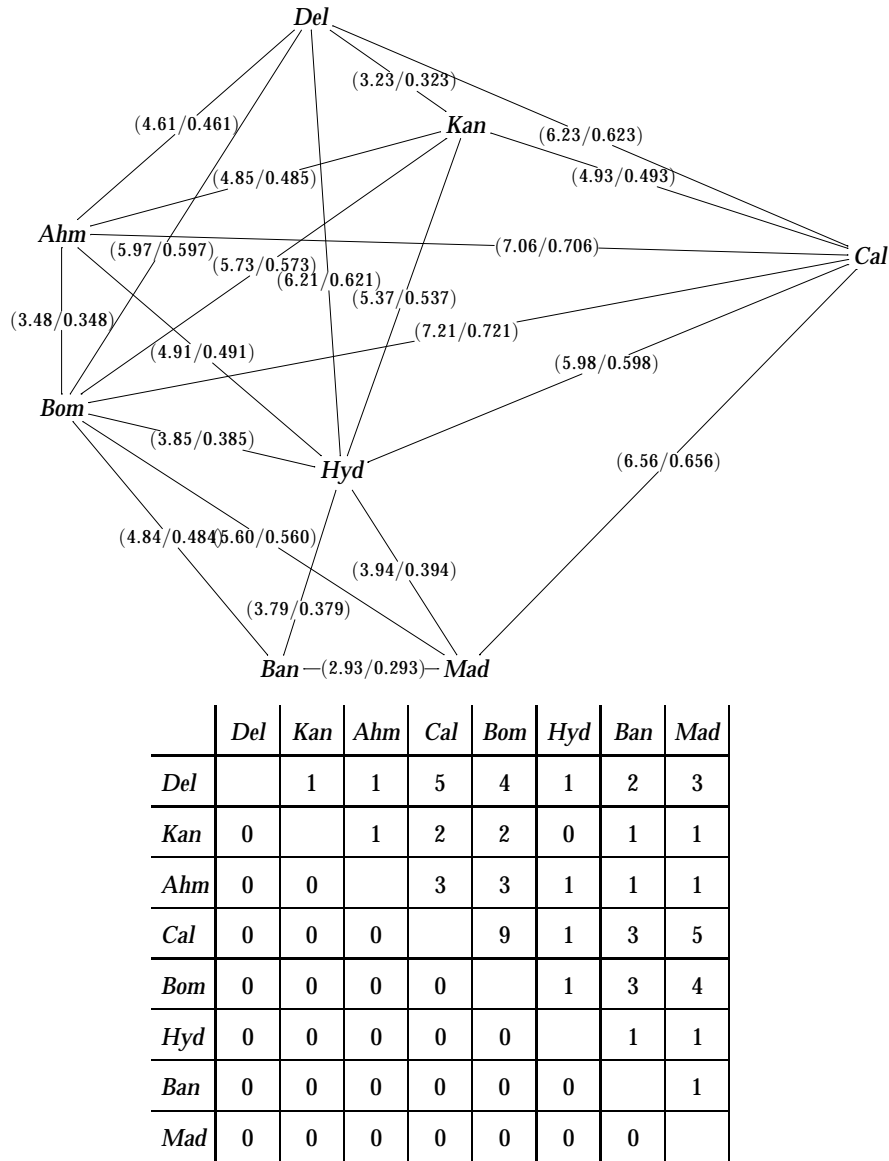 Del
(3.23/0.323)
(4.61/0.461)
Kan
(6.23/0.623)
(4.85/0.485)
(4.93/0.493)
Ahm
(5.97/0.597)
(7.06/0.706)
Cal
(5.73/0.573)
(6.21/0.621)
(5.37/0.537)
(3.48/0.348)
(7.21/0.721)
(4.91/0.491)
(5.98/0.598)
Bom
(3.85/0.385)
Hyd
(6.56/0.656)
(4.84/0.484)
(5.60/0.560)
(3.94/0.394)
(3.79/0.379)
Ban (2.93/0.293) Mad
Del Kan Ahm Cal Bom Hyd Ban Mad
Del 1 1 5 4 1 2 3
Kan 0 1 2 2 0 1 1
Ahm 0 0 3 3 1 1 1
Cal 0 0 0 9 1 3 5
Bom 0 0 0 0 1 3 4
Hyd 0 0 0 0 0 1 1
Ban 0 0 0 0 0 0 1
Mad 0 0 0 0 0 0 0